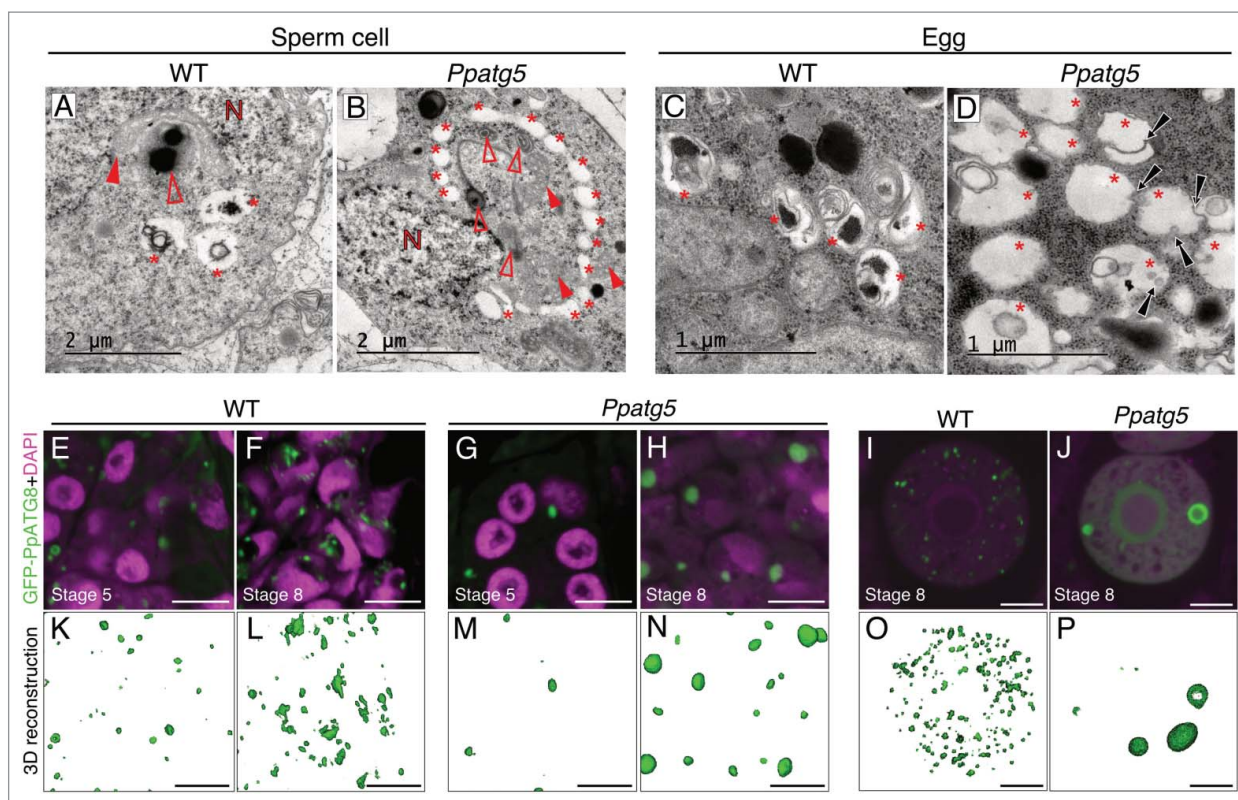 Sperm cell Egg
WT Ppatg5 WT Ppatg5
A N B N C D
2 µm 2 µm 1 µm 1 µm
WT Ppatg5 WT Ppatg5
GFP-PpATG8+DAPI
E F G H I J
Stage 5 Stage 8 Stage 5 Stage 8 Stage 8 Stage 8
3D reconstruction
K L M N O P